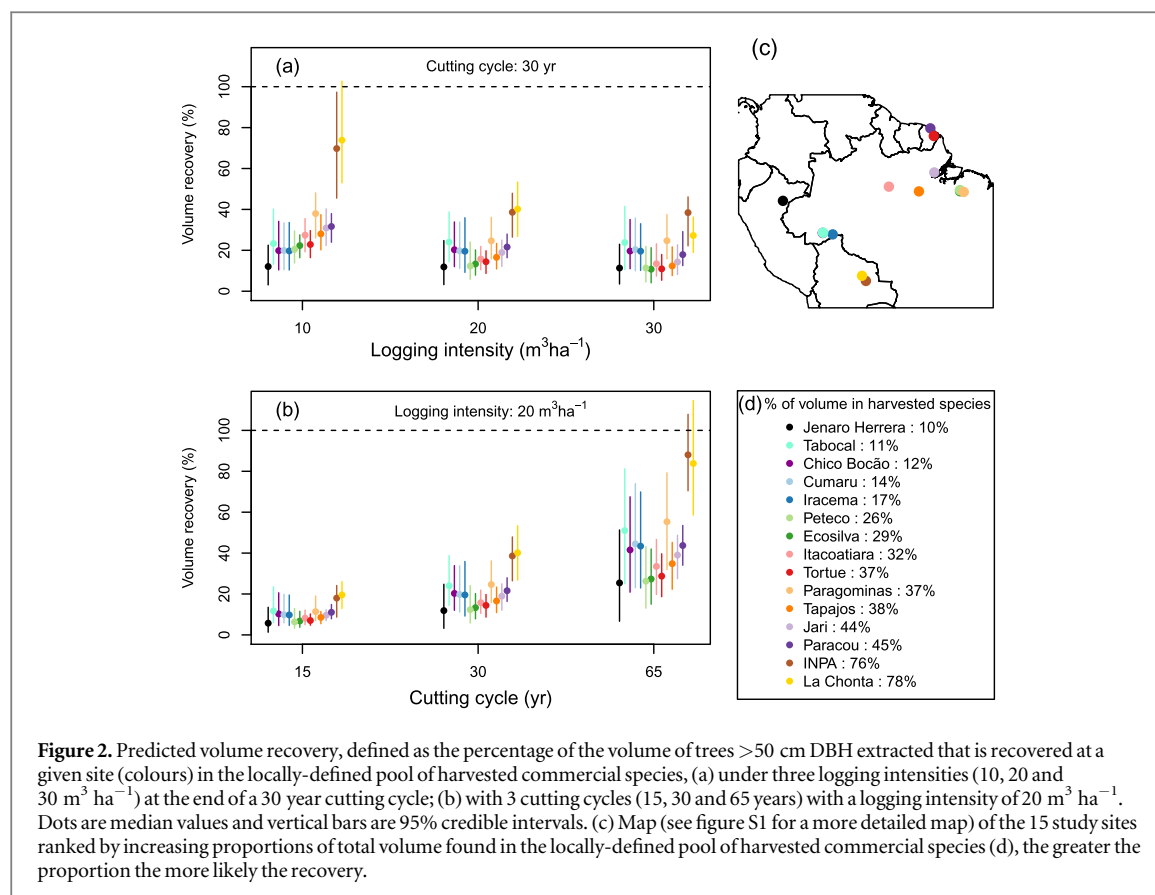 (a)
Cutting cycle: 30 yr
Volume recovery (%)
0
20
40
60
80
100
10
20
30
Logging intensity (m³ha⁻¹)
(b)
Logging intensity: 20 m³ha⁻¹
Volume recovery (%)
0
20
40
60
80
100
15
30
65
Cutting cycle (yr)
(c)
(d) % of volume in harvested species
Jenaro Herrera : 10%
Tabocal : 11%
Chico Bocão : 12%
Cumaru : 14%
Iracema : 17%
Peteco : 26%
Ecosilva : 29%
Itacoatiara : 32%
Tortue : 37%
Paragominas : 37%
Tapajos : 38%
Jari : 44%
Paracou : 45%
INPA : 76%
La Chonta : 78%
Figure 2. Predicted volume recovery, defined as the percentage of the volume of trees >50 cm DBH extracted that is recovered at a
given site (colours) in the locally-defined pool of harvested commercial species, (a) under three logging intensities (10, 20 and
30 m³ ha⁻¹) at the end of a 30 year cutting cycle; (b) with 3 cutting cycles (15, 30 and 65 years) with a logging intensity of 20 m³ ha⁻¹.
Dots are median values and vertical bars are 95% credible intervals. (c) Map (see figure S1 for a more detailed map) of the 15 study sites
ranked by increasing proportions of total volume found in the locally-defined pool of harvested commercial species (d), the greater the
proportion the more likely the recovery.